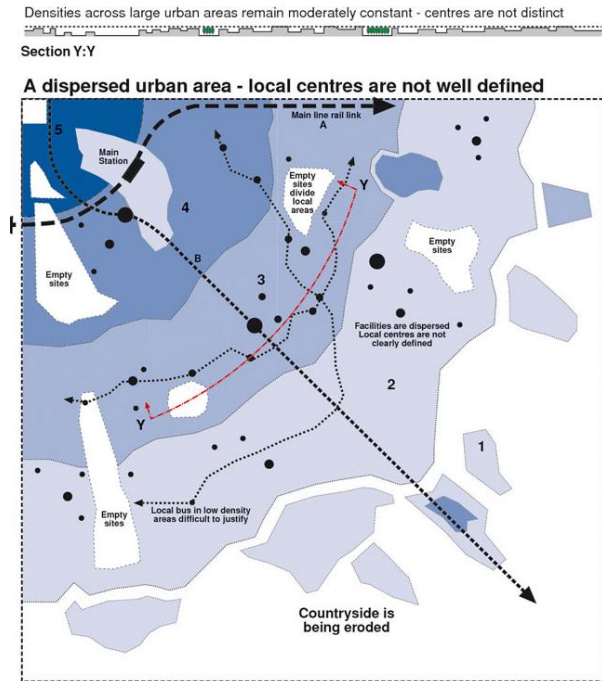 Densities across large urban areas remain moderately constant - centres are not distinct
Section Y:Y
A dispersed urban area - local centres are not well defined
Main line rail link
A
5
Main
Station
Empty
sites
divide
local
areas
Y
4
Empty
sites
B
Empty
sites
3
Facilities are dispersed
Local centres are not
clearly defined
2
Y
1
Empty
sites
Local bus in low density
areas difficult to justify
Countryside is
being eroded